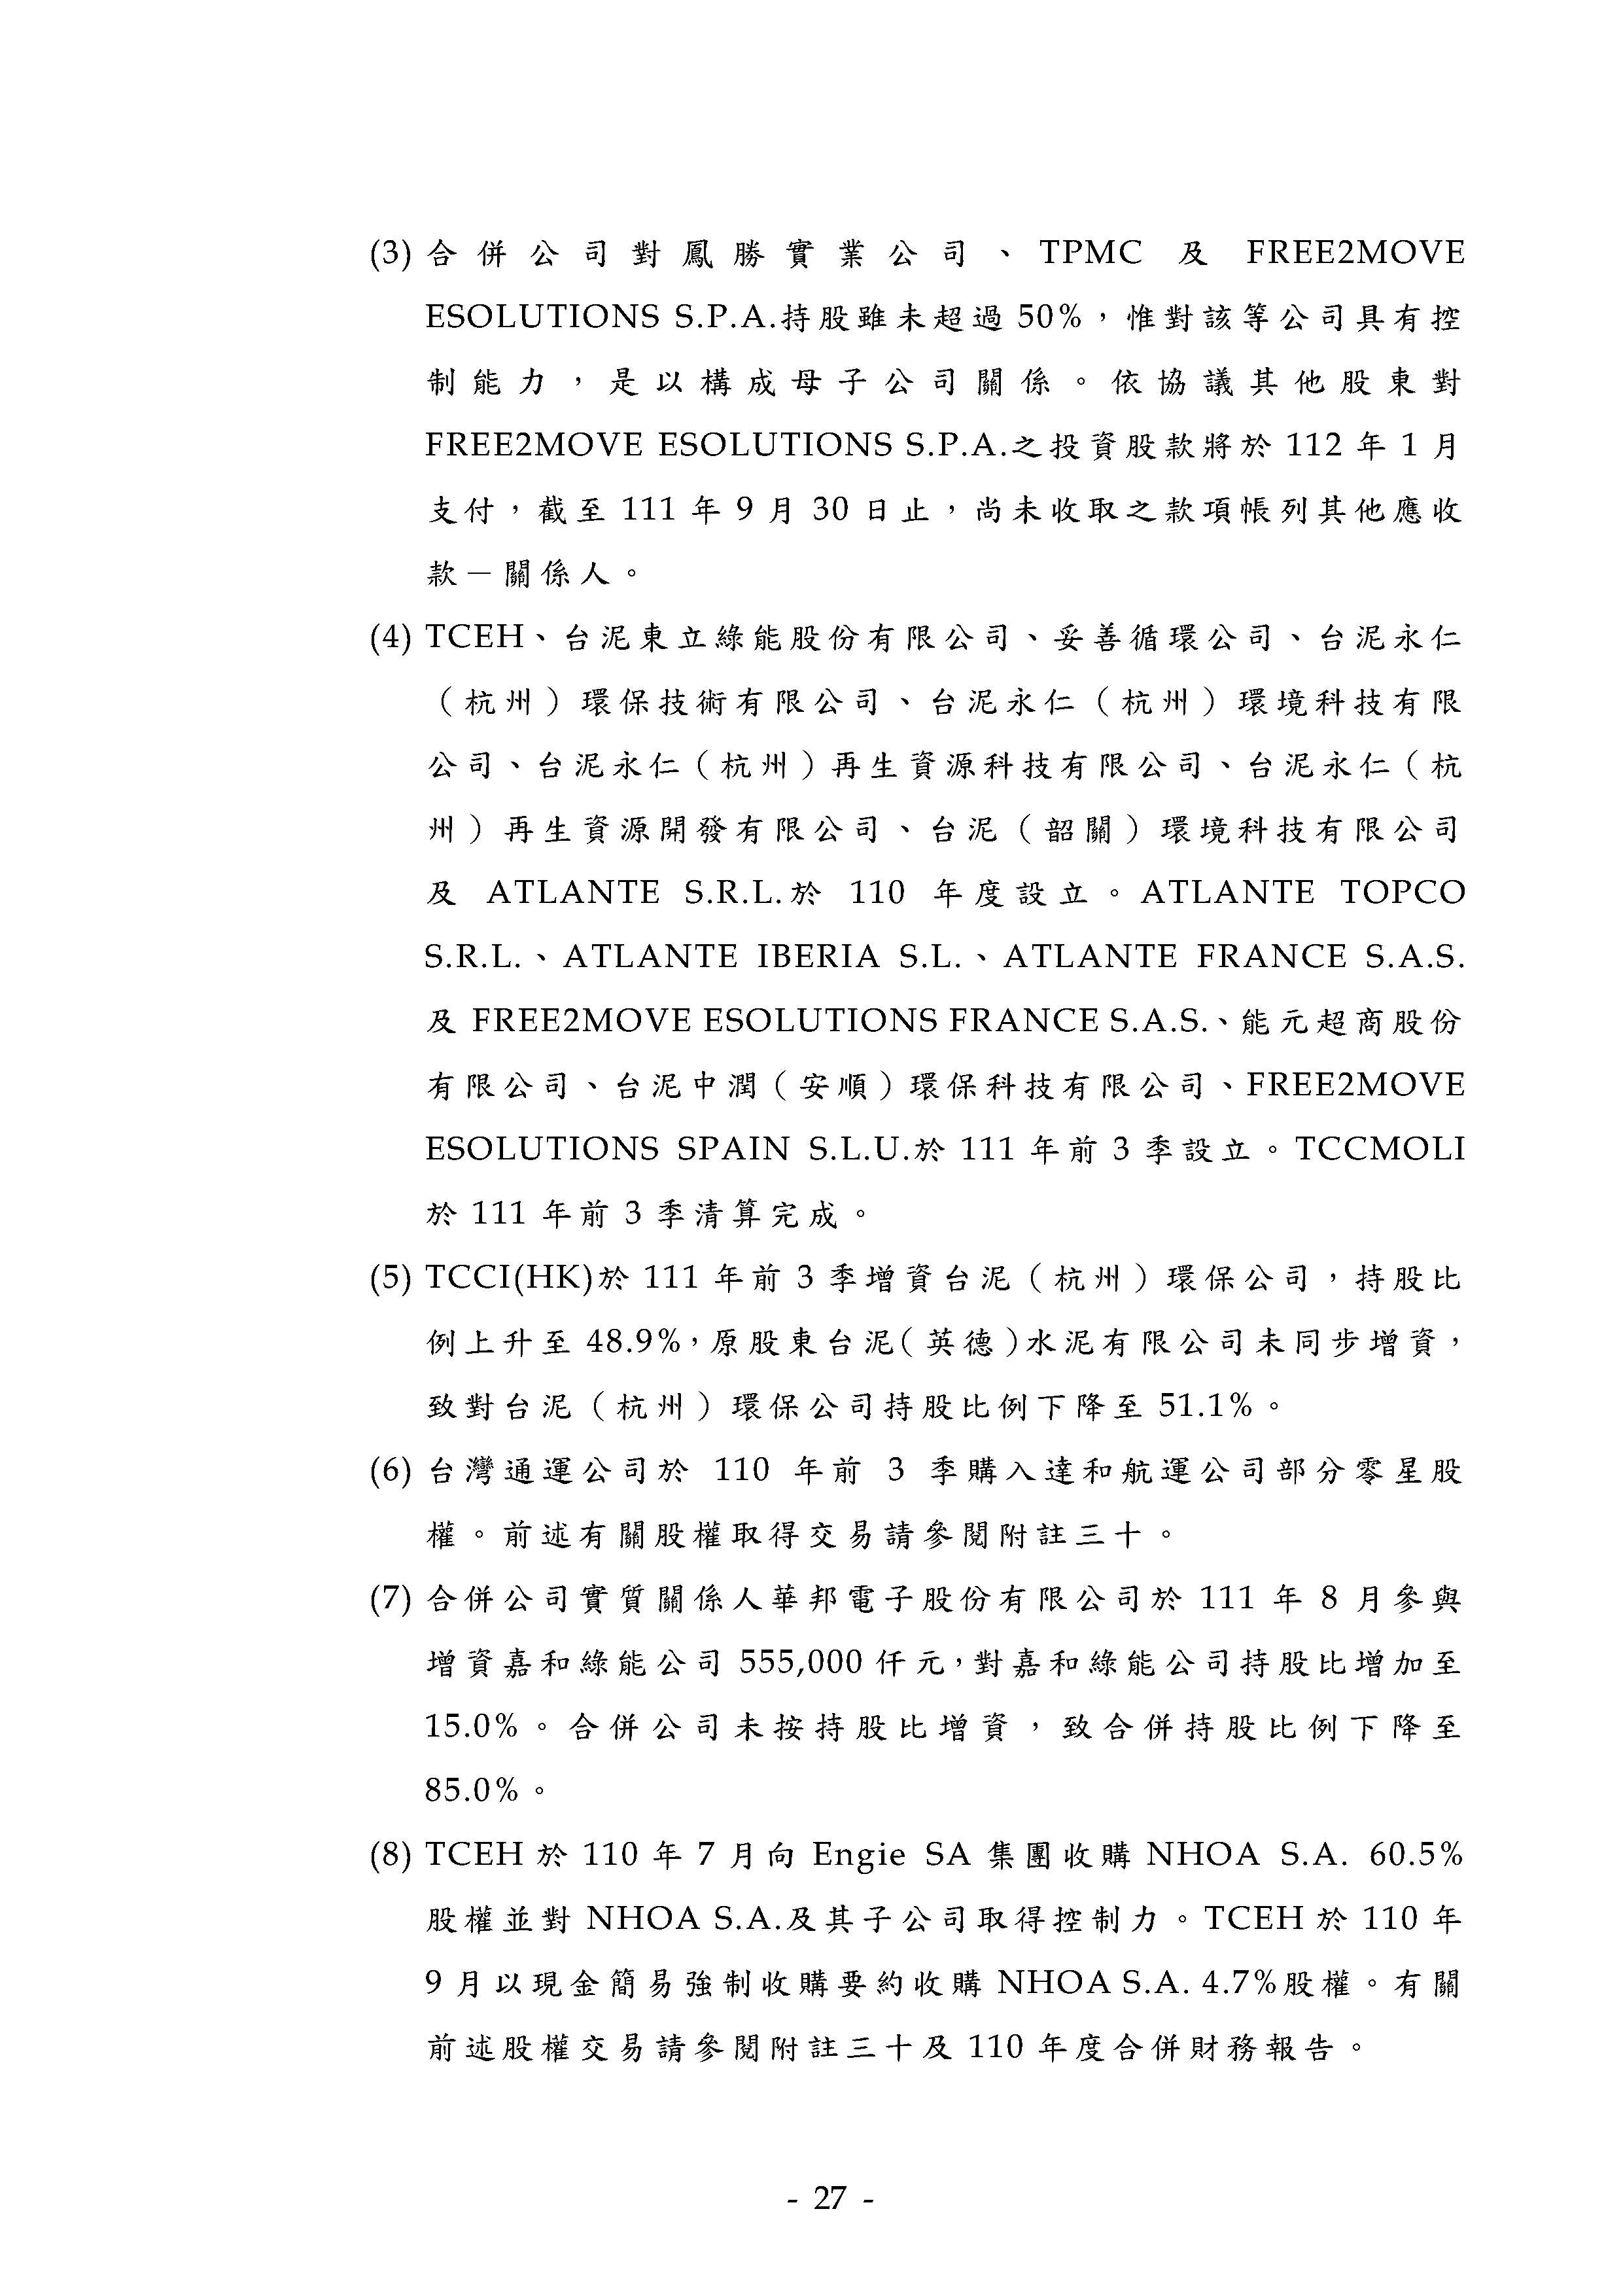 (3) 合併公司對鳳勝實業公司、TPMC 及 FREE2MOVE
ESOLUTIONS S.P.A.持股雖未超過 50%，惟對該等公司具有控
制能力，是以構成母子公司關係。依協議其他股東對
FREE2MOVE ESOLUTIONS S.P.A.之投資股款將於 112 年 1 月
支付，截至 111 年 9 月 30 日止，尚未收取之款項帳列其他應收
款－關係人。
(4) TCEH、台泥東立綠能股份有限公司、妥善循環公司、台泥永仁
（杭州）環保技術有限公司、台泥永仁（杭州）環境科技有限
公司、台泥永仁（杭州）再生資源科技有限公司、台泥永仁（杭
州）再生資源開發有限公司、台泥（韶關）環境科技有限公司
及 ATLANTE S.R.L.於 110 年度設立。ATLANTE TOPCO
S.R.L.、ATLANTE IBERIA S.L.、ATLANTE FRANCE S.A.S.
及 FREE2MOVE ESOLUTIONS FRANCE S.A.S.、能元超商股份
有限公司、台泥中潤（安順）環保科技有限公司、FREE2MOVE
ESOLUTIONS SPAIN S.L.U.於 111 年前 3 季設立。TCCMOLI
於 111 年前 3 季清算完成。
(5) TCCI(HK)於 111 年前 3 季增資台泥（杭州）環保公司，持股比
例上升至 48.9%，原股東台泥（英德）水泥有限公司未同步增資，
致對台泥（杭州）環保公司持股比例下降至 51.1%。
(6) 台灣通運公司於 110 年前 3 季購入達和航運公司部分零星股
權。前述有關股權取得交易請參閱附註三十。
(7) 合併公司實質關係人華邦電子股份有限公司於 111 年 8 月參與
增資嘉和綠能公司 555,000 仟元，對嘉和綠能公司持股比增加至
15.0%。合併公司未按持股比增資，致合併持股比例下降至
85.0%。
(8) TCEH 於 110 年 7 月向 Engie SA 集團收購 NHOA S.A. 60.5%
股權並對 NHOA S.A.及其子公司取得控制力。TCEH 於 110 年
9 月以現金簡易強制收購要約收購 NHOA S.A. 4.7%股權。有關
前述股權交易請參閱附註三十及 110 年度合併財務報告。
- 27 -